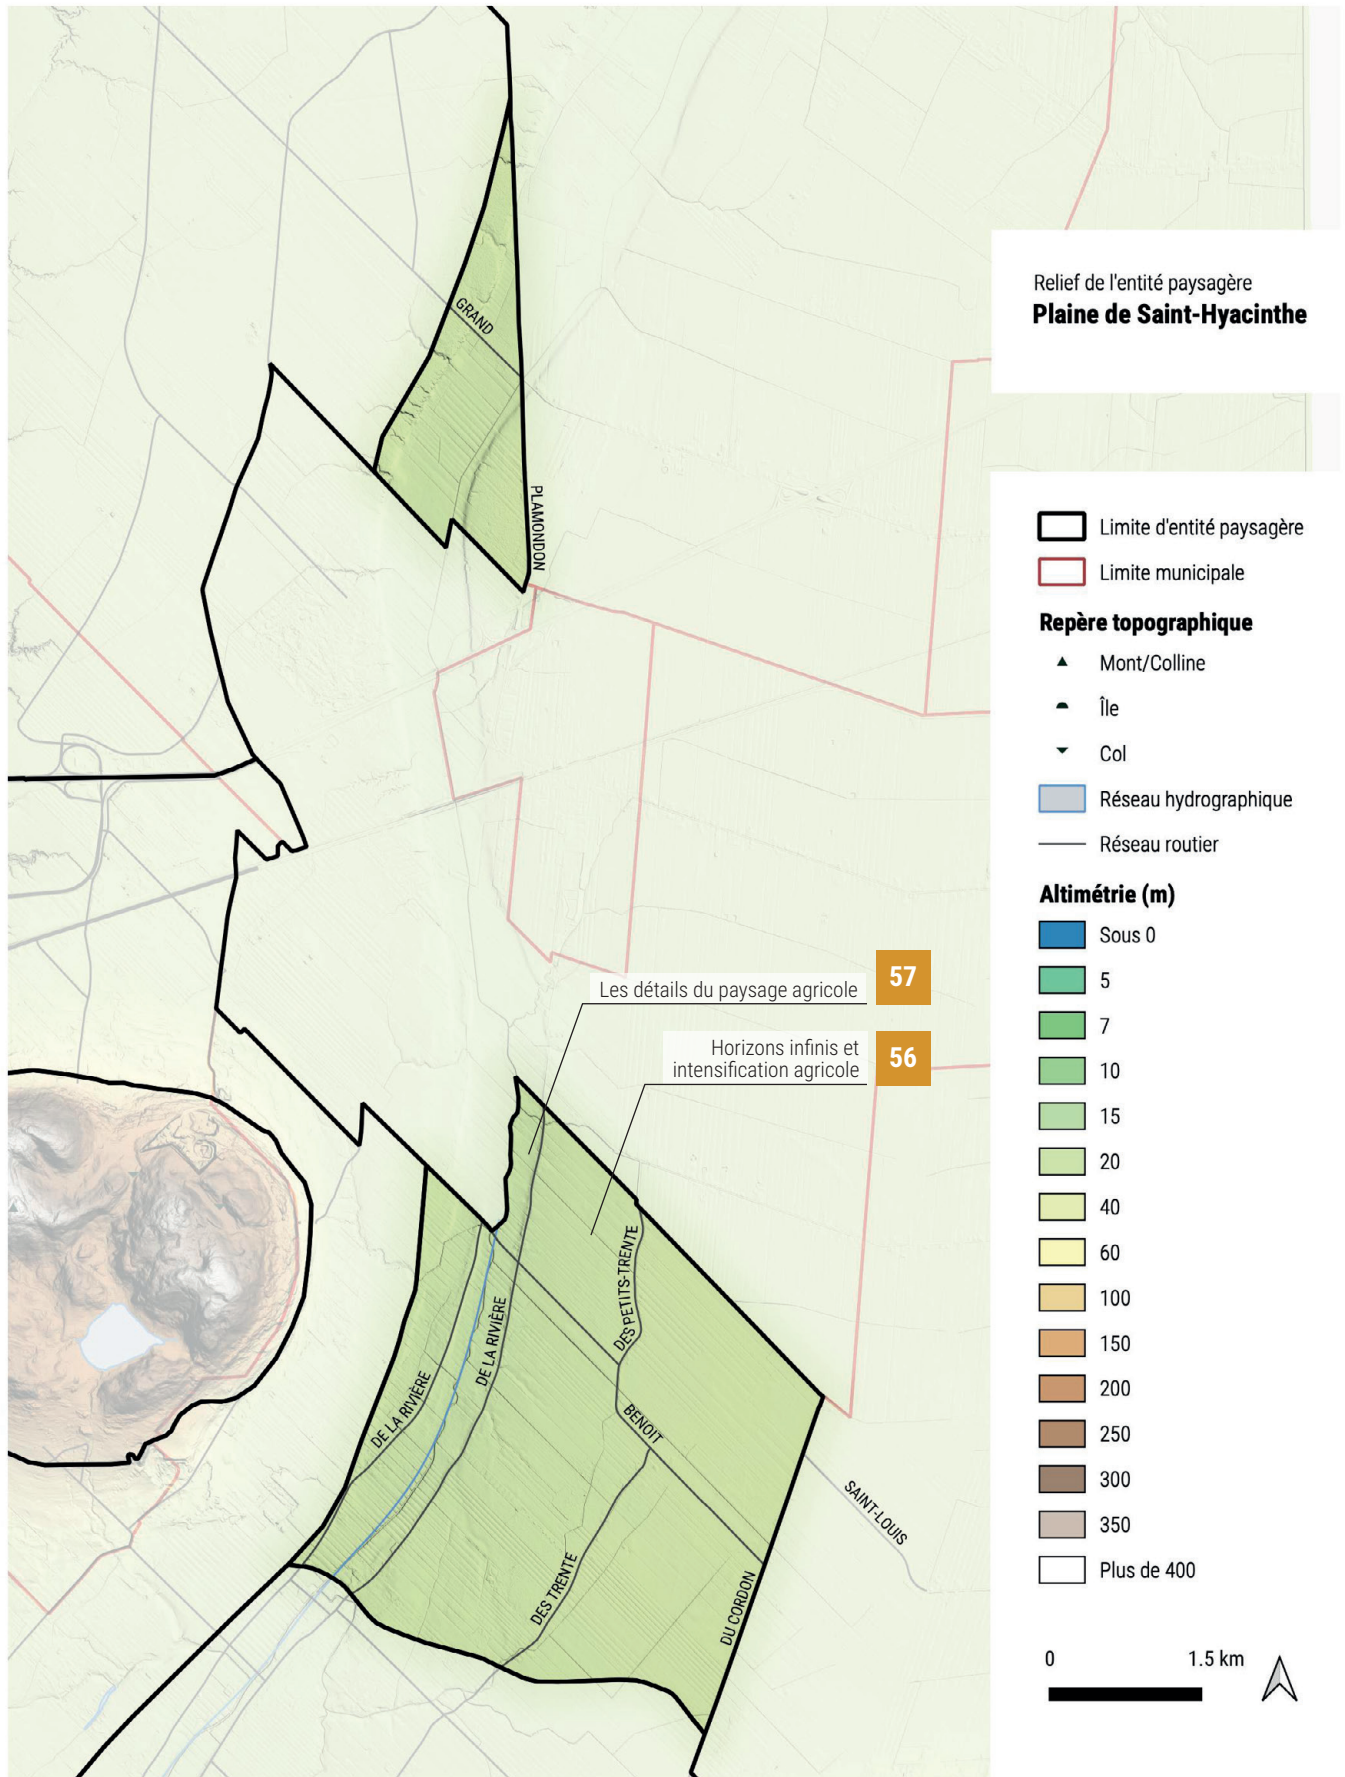 Relief de l'entité paysagère
Plaine de Saint-Hyacinthe
GRAND
PLAMONDON
Limite d'entité paysagère
Limite municipale
Repère topographique
Mont/Colline
Île
Col
Réseau hydrographique
Réseau routier
Altimétrie (m)
Sous 0
5
7
10
15
20
40
60
100
150
200
250
300
350
Plus de 400
0 1.5 km
Les détails du paysage agricole 57
Horizons infinis et
intensification agricole 56
DES PETITS-TRENTE
DE LA RIVIÈRE
DE LA RIVIÈRE
BENOIT
SAINT-LOUIS
DES TRENTE
DU CORDON